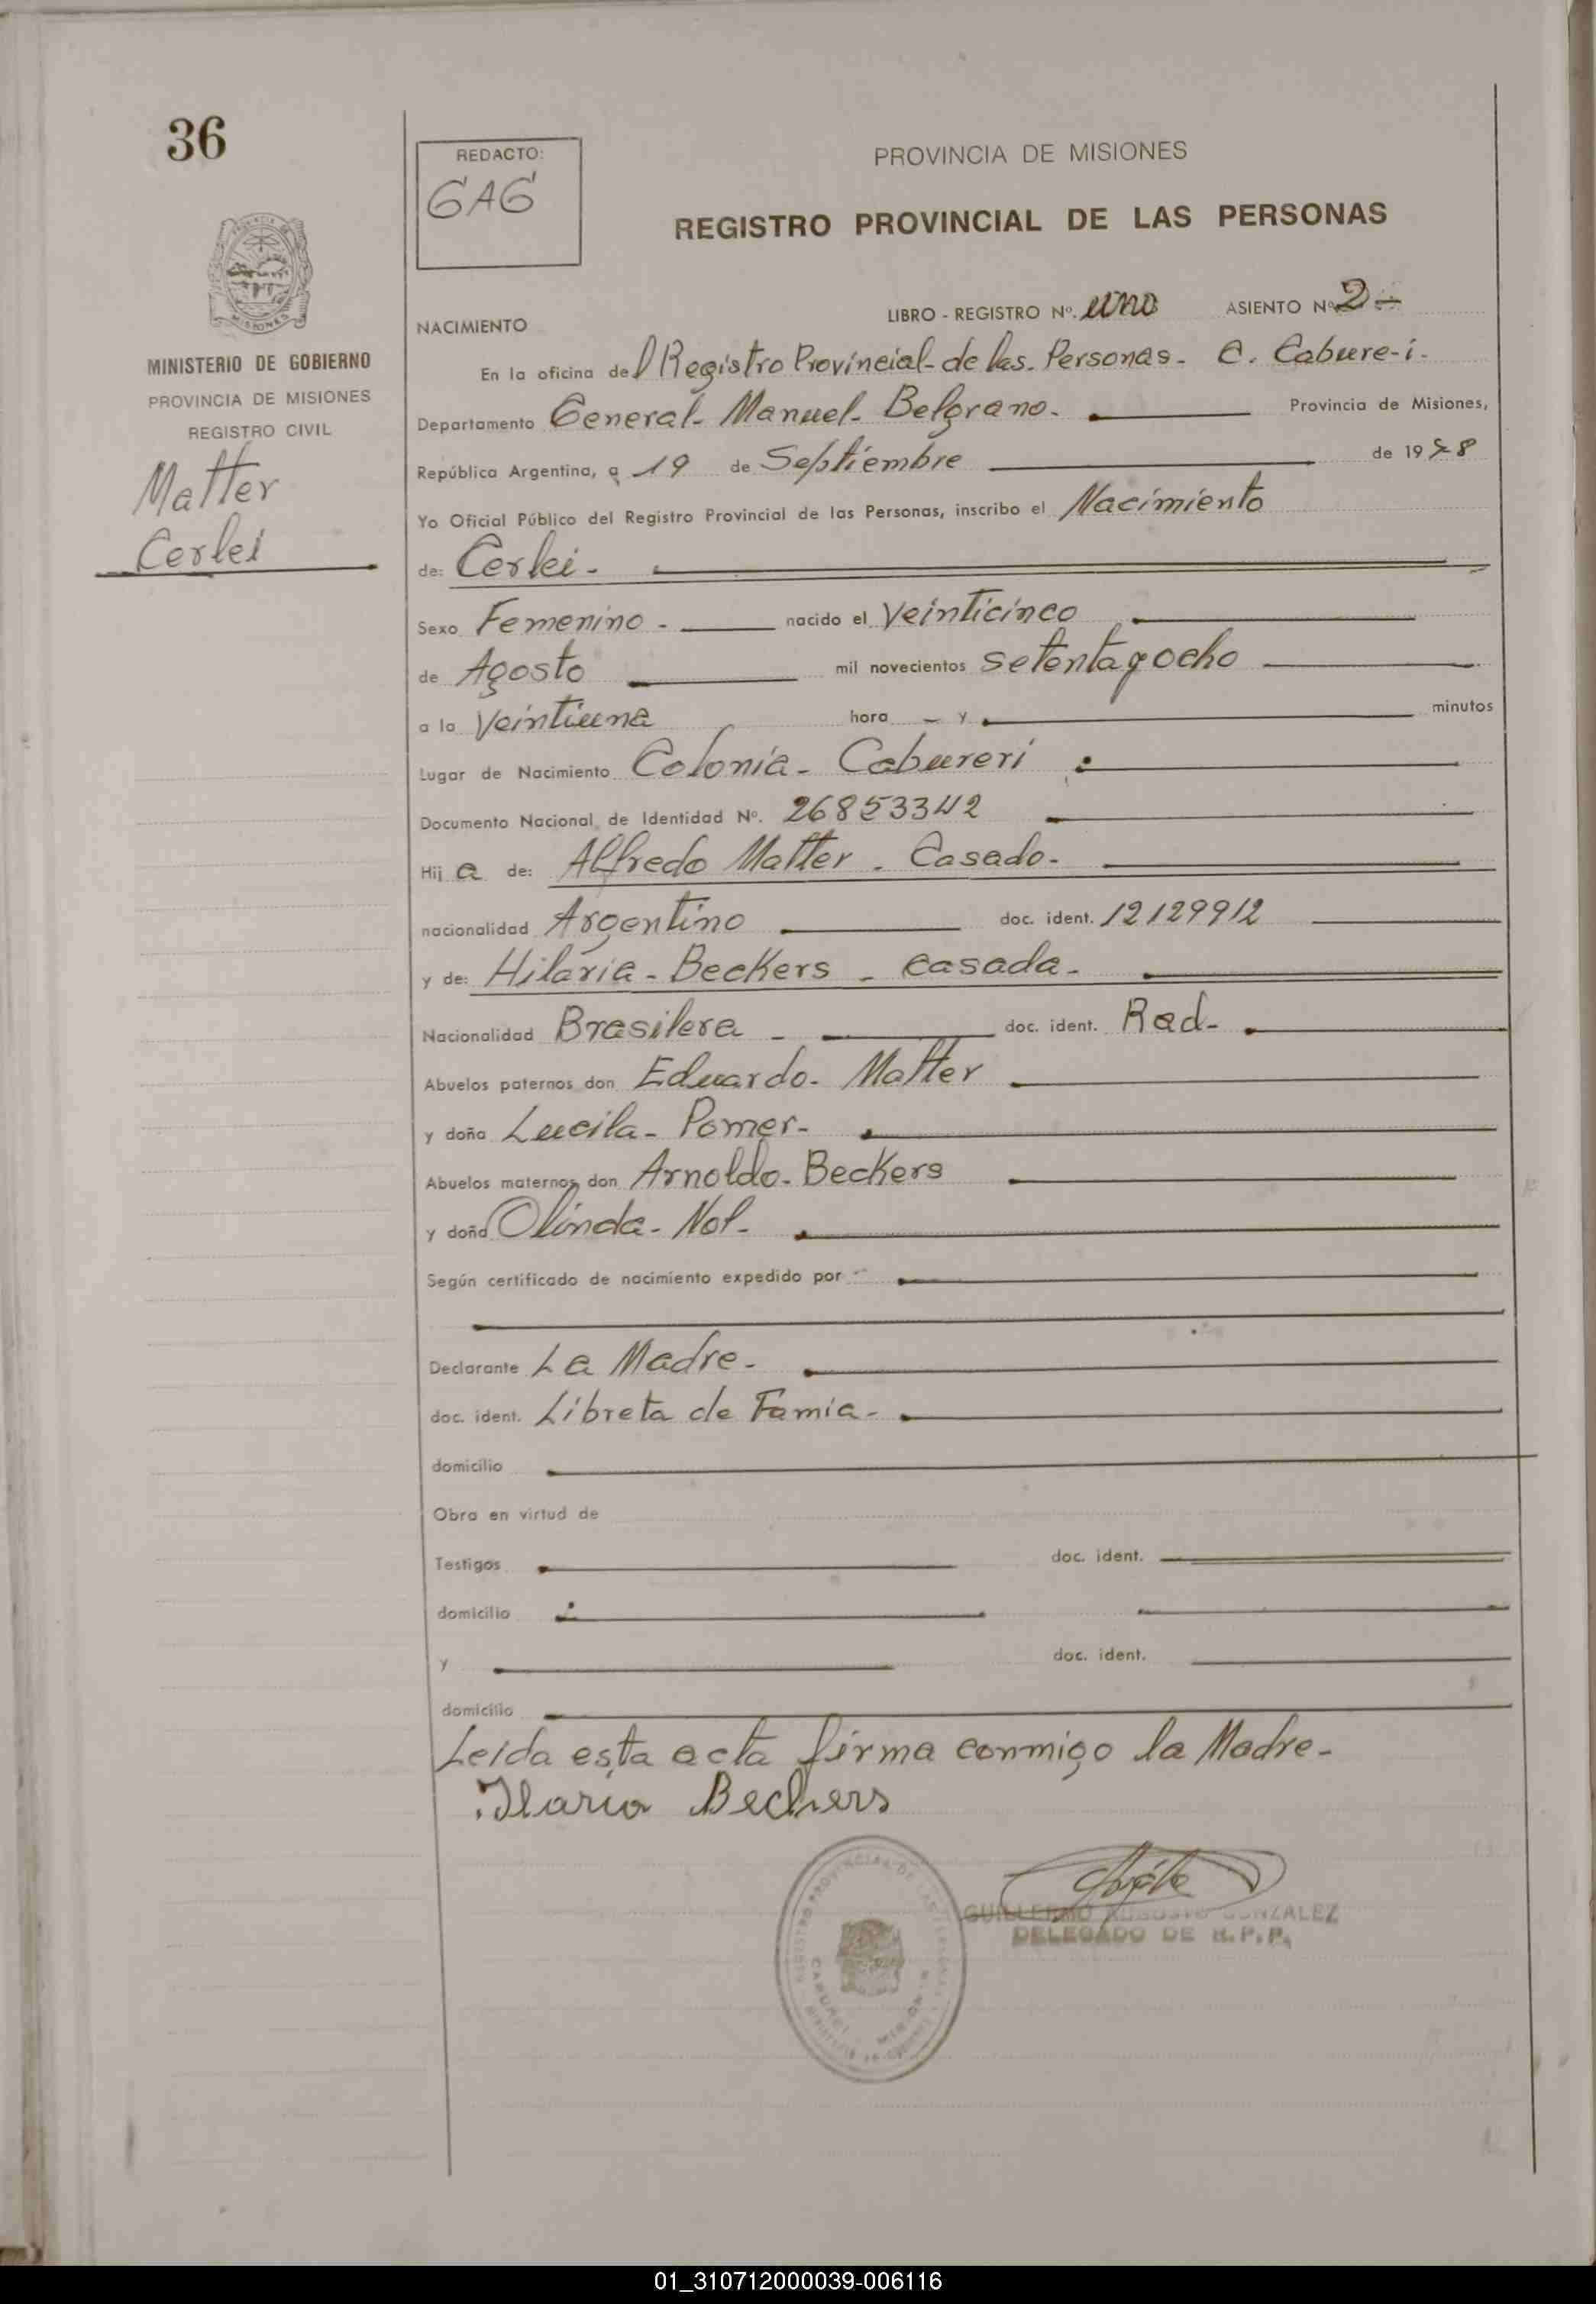 36
REDACTO:
GAG
PROVINCIA DE MISIONES
REGISTRO PROVINCIAL DE LAS PERSONAS
MISIONES
MINISTERIO DE GOBIERNO
PROVINCIA DE MISIONES
REGISTRO CIVIL
Matter
Cerlei
LIBRO - REGISTRO Nº. uno ASIENTO Nº 2-
NACIMIENTO
En la oficina del Registro Provincial - de las. Personas - C. Cabure-i -
Departamento General - Manuel - Belgrano. Provincia de Misiones,
República Argentina, a 19 de Septiembre de 1978
Yo Oficial Público del Registro Provincial de las Personas, inscribo el Nacimiento
de: Cerlei -
Sexo Femenino - nacido el Veinticinco
de Agosto mil novecientos setenta y ocho
a la Veintiuna hora - y minutos
Lugar de Nacimiento Colonia - Cabureri
Documento Nacional de Identidad Nº. 26853342
Hij a de: Alfredo Matter - Casado -
nacionalidad Argentino doc. ident. 12129912
y de: Hilaria - Beckers - casada -
Nacionalidad Brasilera - doc. ident. Rad -
Abuelos paternos don Eduardo - Matter
y doña Lucila - Pomer -
Abuelos maternos don Arnoldo - Beckers
y doña Olinda - Nol -
Según certificado de nacimiento expedido por -
Declarante La Madre -
doc. ident. Libreta de Famia -
domicilio
Obra en virtud de
Testigos doc. ident.
domicilio
y doc. ident.
domicilio
Leida esta acta firma conmigo la Madre -
Ilaria Beckers
GUILLERMO AUGUSTO GONZALEZ
DELEGADO DE R.P.P.
01_310712000039-006116